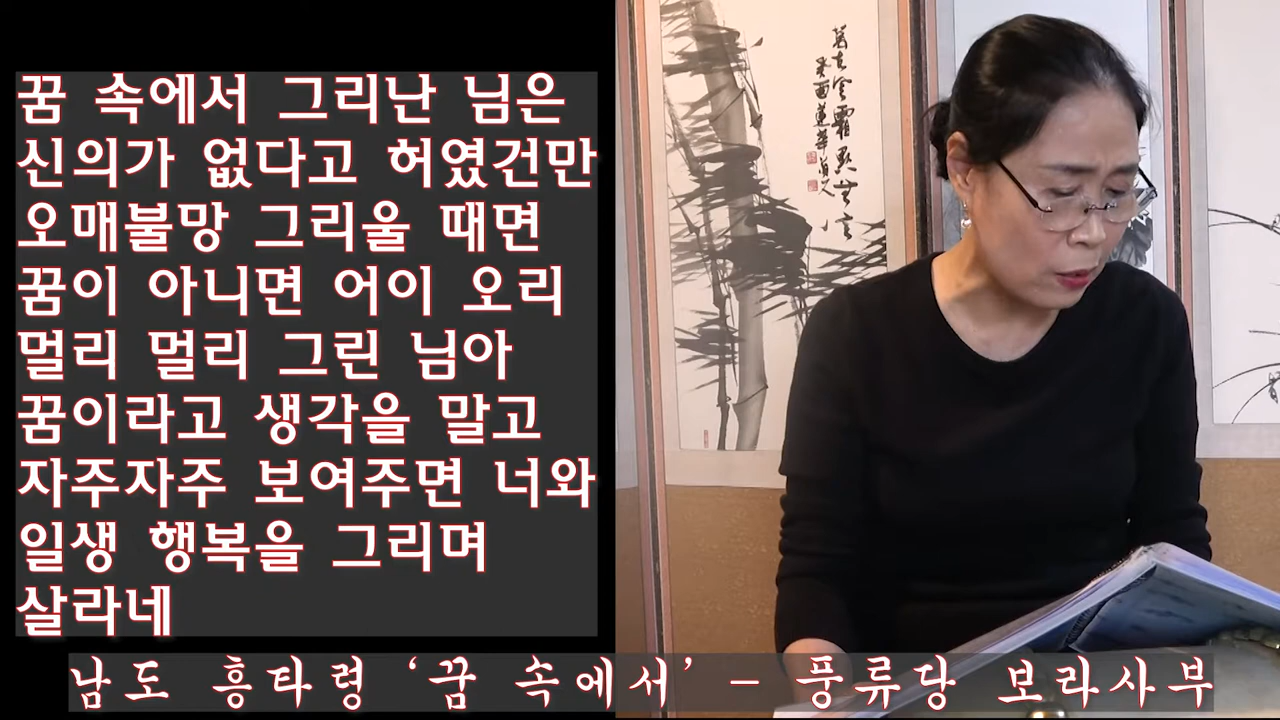 꿈 속에서 그리난 님은
신의가 없다고 허였건만
오매불망 그리울 때면
꿈이 아니면 어이 오리
멀리 멀리 그린 님아
꿈이라고 생각을 말고
자주자주 보여주면 너와
일생 행복을 그리며
살라네
남도 흥타령 ‘꿈 속에서’ - 풍류당 보라사부